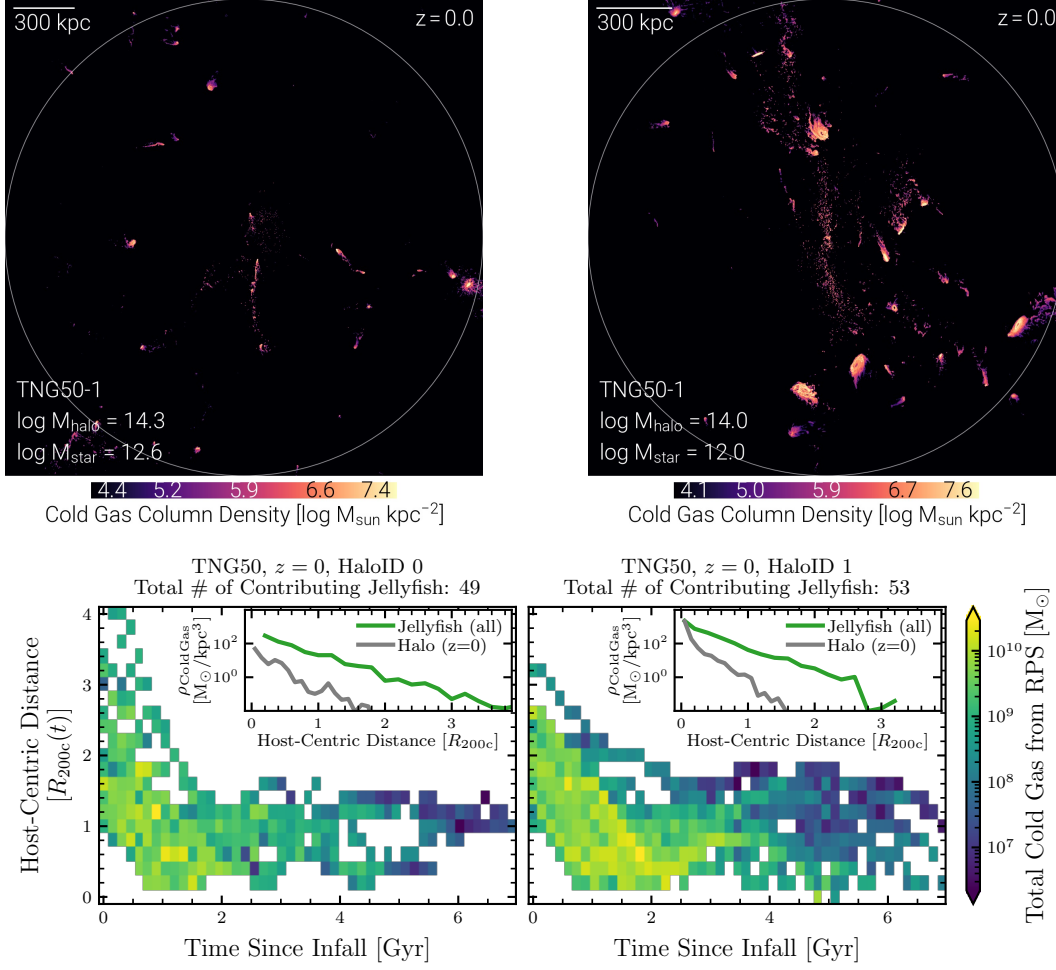 300 kpc
z = 0.0
TNG50-1
log M_halo = 14.3
log M_star = 12.6
4.4 5.2 5.9 6.6 7.4
Cold Gas Column Density [log M_sun kpc^−2]
300 kpc
z = 0.0
TNG50-1
log M_halo = 14.0
log M_star = 12.0
4.1 5.0 5.9 6.7 7.6
Cold Gas Column Density [log M_sun kpc^−2]
TNG50, z = 0, HaloID 0
Total # of Contributing Jellyfish: 49
Host-Centric Distance
[R_200c(t)]
4
3
2
1
0
ρ_Cold Gas
[M_⊙/kpc^3]
10^2
10^0
Jellyfish (all)
Halo (z=0)
0 1 2 3
Host-Centric Distance [R_200c]
0 2 4 6
Time Since Infall [Gyr]
TNG50, z = 0, HaloID 1
Total # of Contributing Jellyfish: 53
ρ_Cold Gas
[M_⊙/kpc^3]
10^2
10^0
Jellyfish (all)
Halo (z=0)
0 1 2 3
Host-Centric Distance [R_200c]
0 2 4 6
Time Since Infall [Gyr]
10^10
10^9
10^8
10^7
Total Cold Gas from RPS [M_⊙]